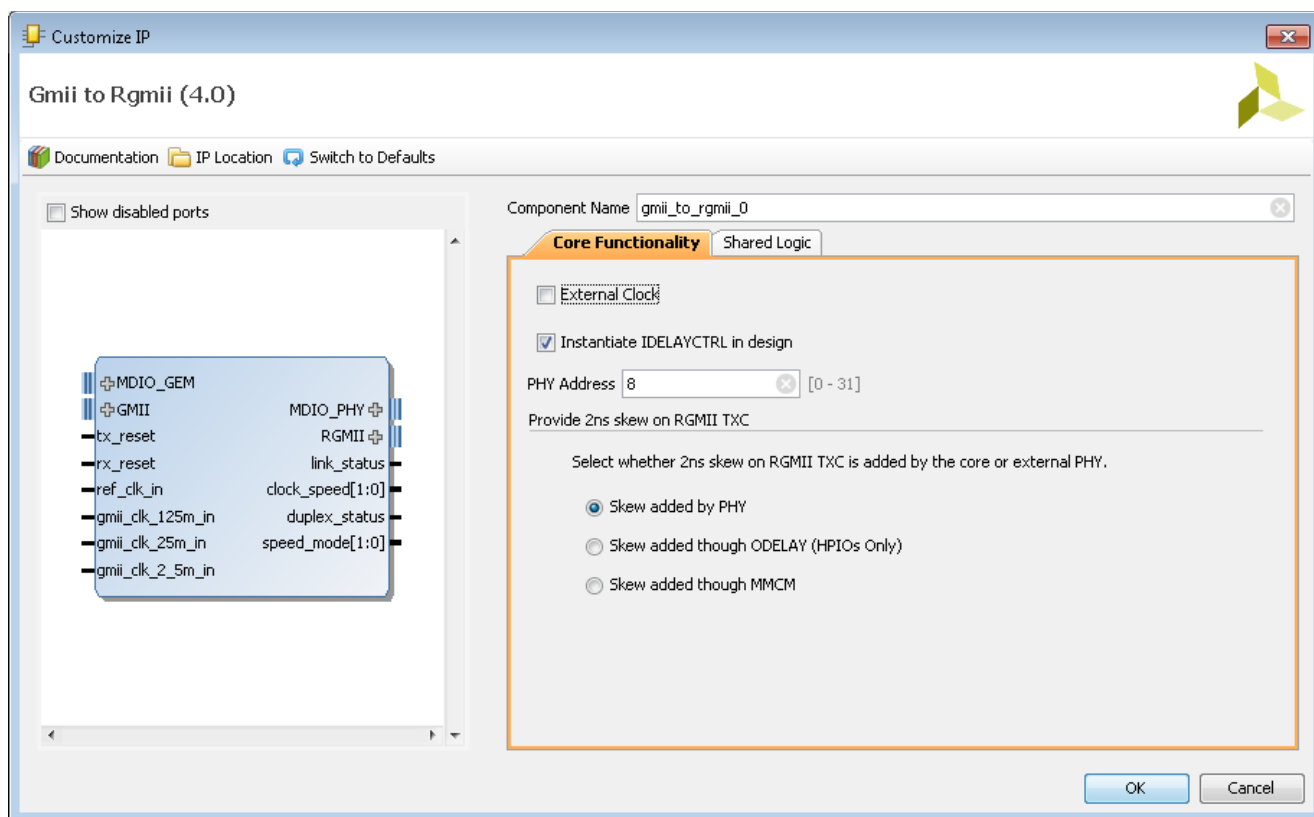 Customize IP
Gmii to Rgmii (4.0)
Documentation IP Location Switch to Defaults
Show disabled ports
MDIO_GEM
GMII
tx_reset
rx_reset
ref_clk_in
gmii_clk_125m_in
gmii_clk_25m_in
gmii_clk_2_5m_in
MDIO_PHY
RGMII
link_status
clock_speed[1:0]
duplex_status
speed_mode[1:0]
Component Name gmii_to_rgmii_0
Core Functionality Shared Logic
External Clock
Instantiate IDELAYCTRL in design
PHY Address 8 [0 - 31]
Provide 2ns skew on RGMII TXC
Select whether 2ns skew on RGMII TXC is added by the core or external PHY.
Skew added by PHY
Skew added though ODELAY (HPIOs Only)
Skew added though MMCM
OK Cancel